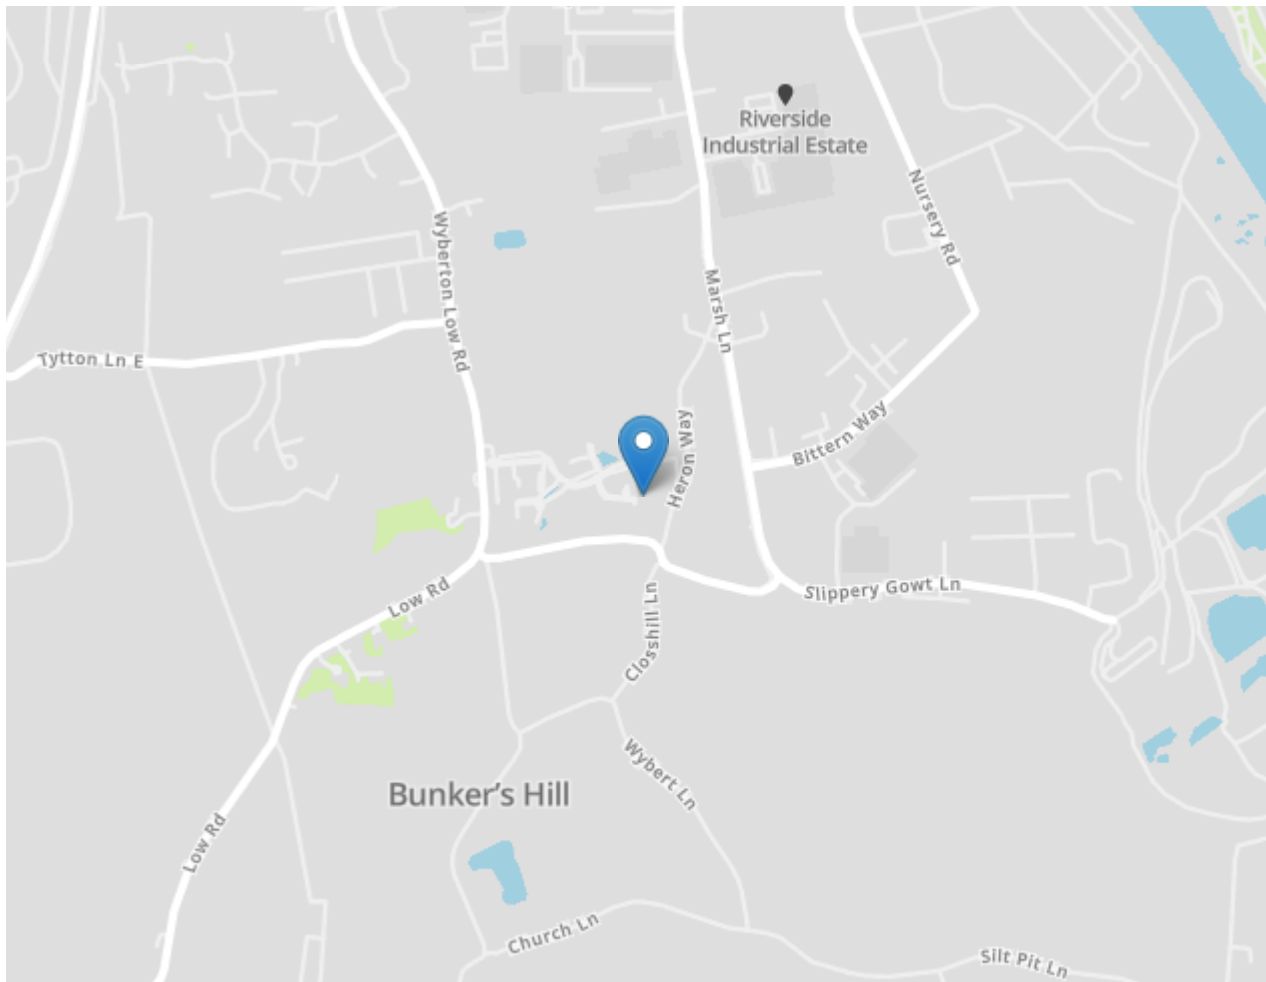 Riverside
Industrial Estate
Nursery Rd
Wyberton Low Rd
Marsh Ln
Tytton Ln E
Heron Way
Bittern Way
Low Rd
Closshill Ln
Slippery Gowt Ln
Wybert Ln
Bunker's Hill
Low Rd
Church Ln
Silt Pit Ln